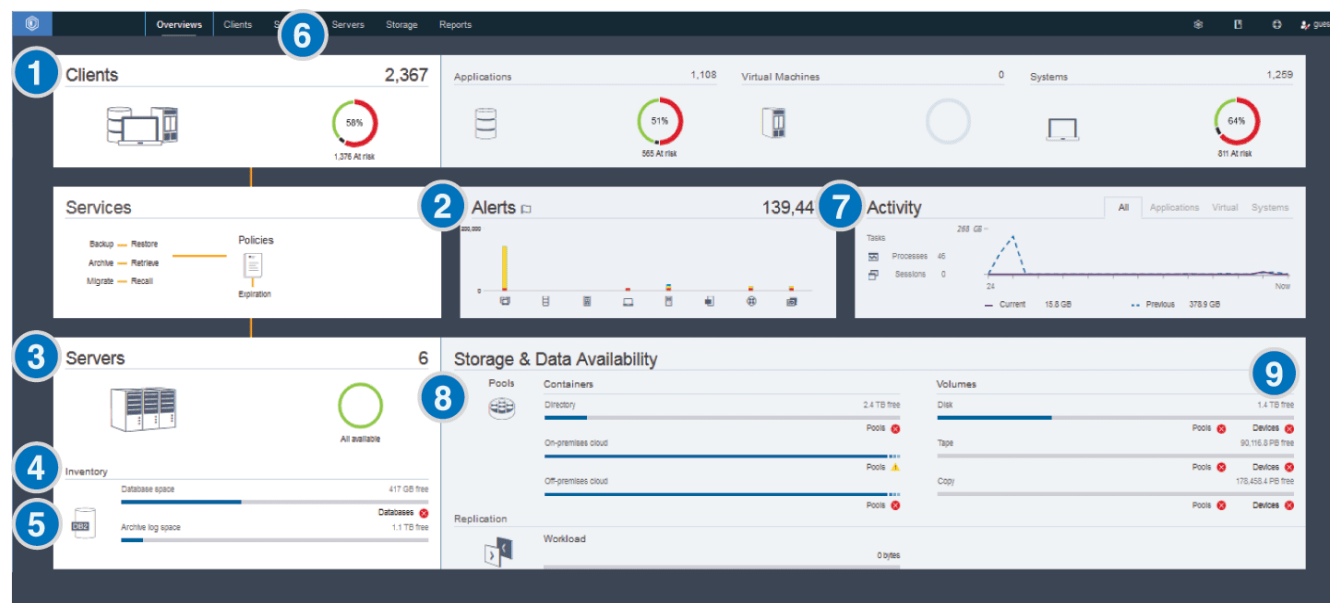 Overviews Clients Servers Storage Reports
6
1 Clients 2,367
Applications 1,108
Virtual Machines 0
Systems 1,259
58%
1,376 At risk
51%
565 At risk
64%
811 At risk
Services
Backup Restore
Archive Retrieve
Migrate Recall
Policies
Expiration
2 Alerts 139,44
0
7 Activity
All Applications Virtual Systems
Tasks
Processes 46
Sessions 0
268 GB
24 Now
Current 15.8 GB
Previous 378.9 GB
3 Servers 6
All available
4 Inventory
Database space 417 GB free
Databases
5 DB2
Archive log space 1.1 TB free
Storage & Data Availability
8 Pools
Containers
Directory 2.4 TB free
Pools
On-premises cloud
Pools
Off-premises cloud
Pools
9
Volumes
Disk 1.4 TB free
Pools Devices
Tape 90,116.8 PB free
Pools Devices
Copy 178,458.4 PB free
Pools Devices
Replication
Workload
0 bytes